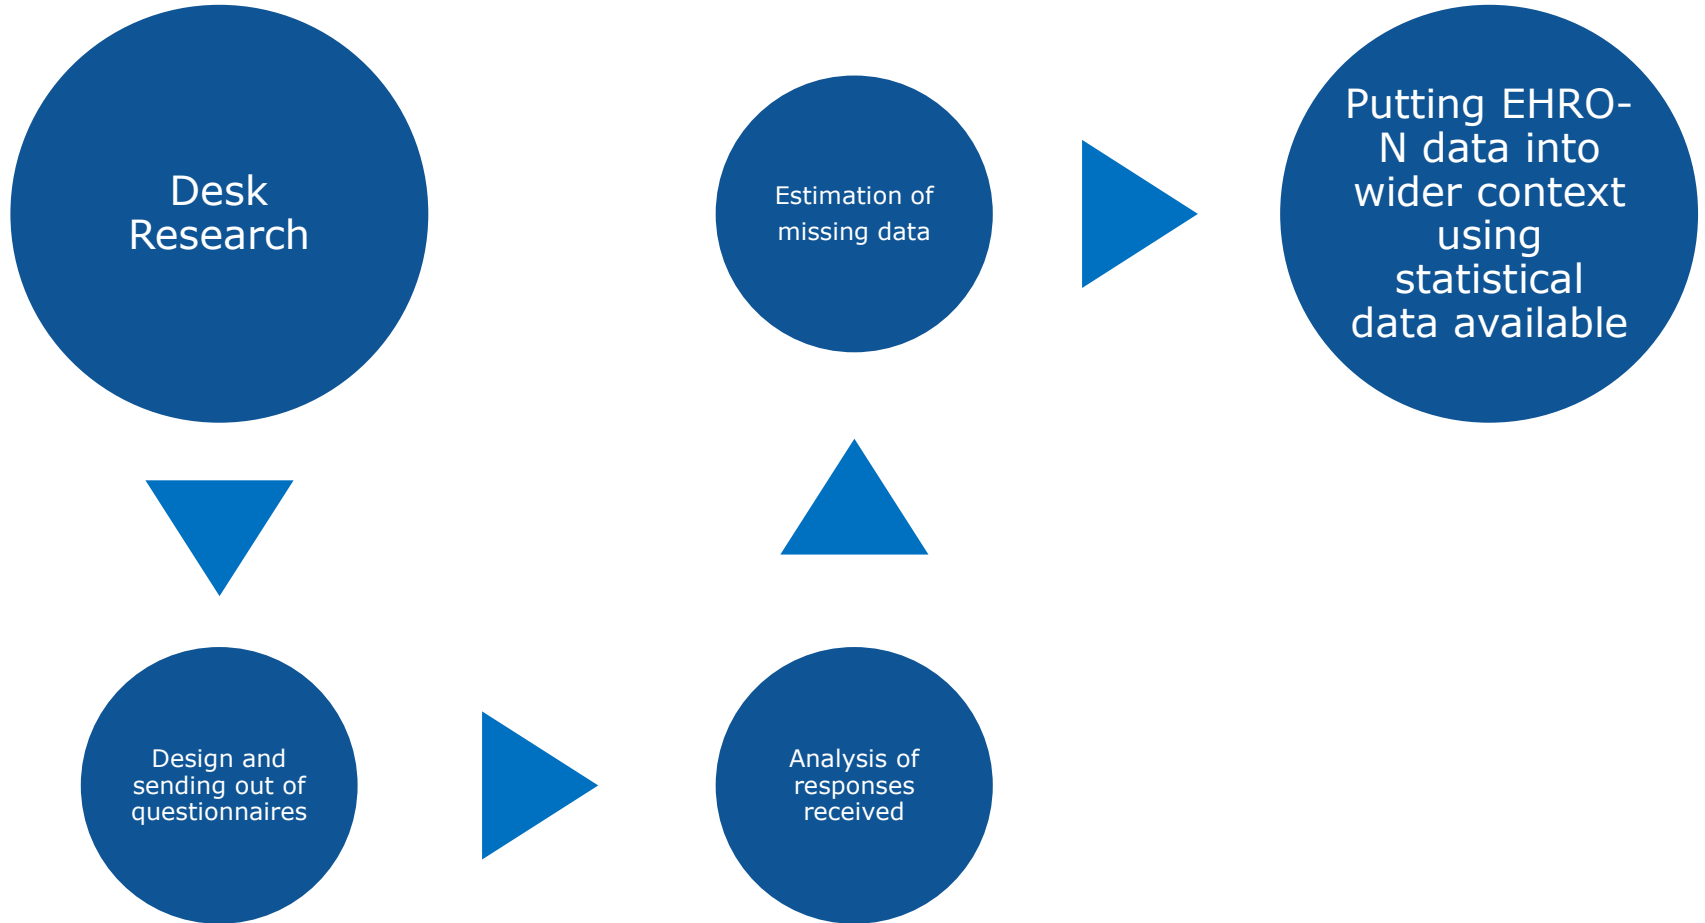 Desk
Research
Design and
sending out of
questionnaires
Analysis of
responses
received
Estimation of
missing data
Putting EHRO-
N data into
wider context
using
statistical
data available